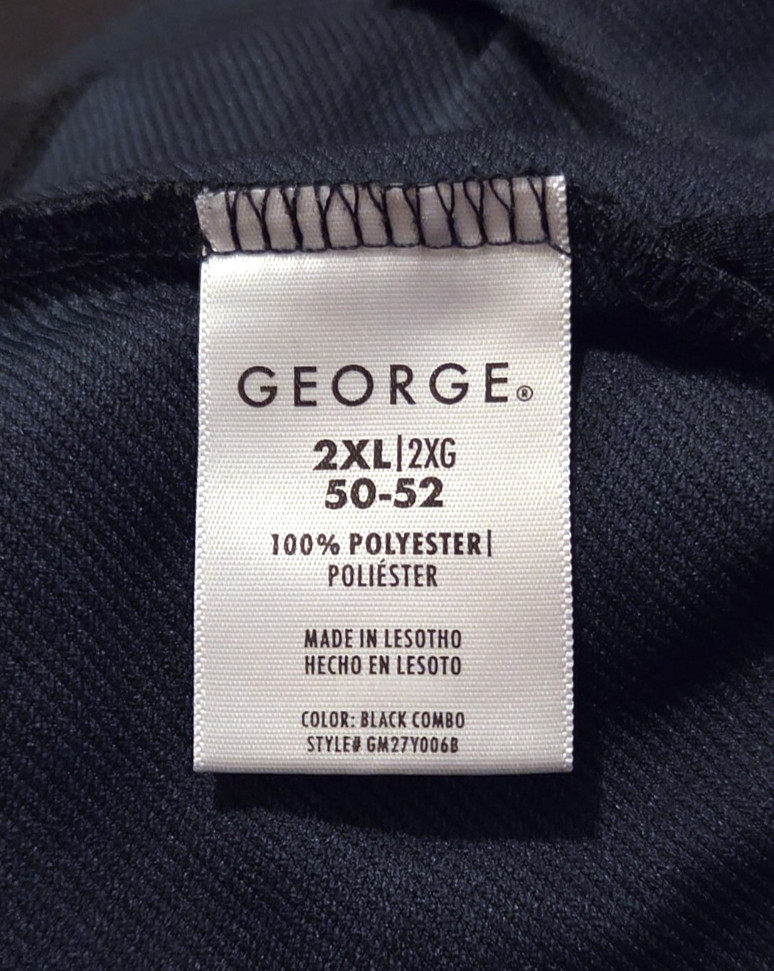 GEORGE®
2XL|2XG
50-52
100% POLYESTER|
POLIÉSTER
MADE IN LESOTHO
HECHO EN LESOTO
COLOR: BLACK COMBO
STYLE# GM27Y006B